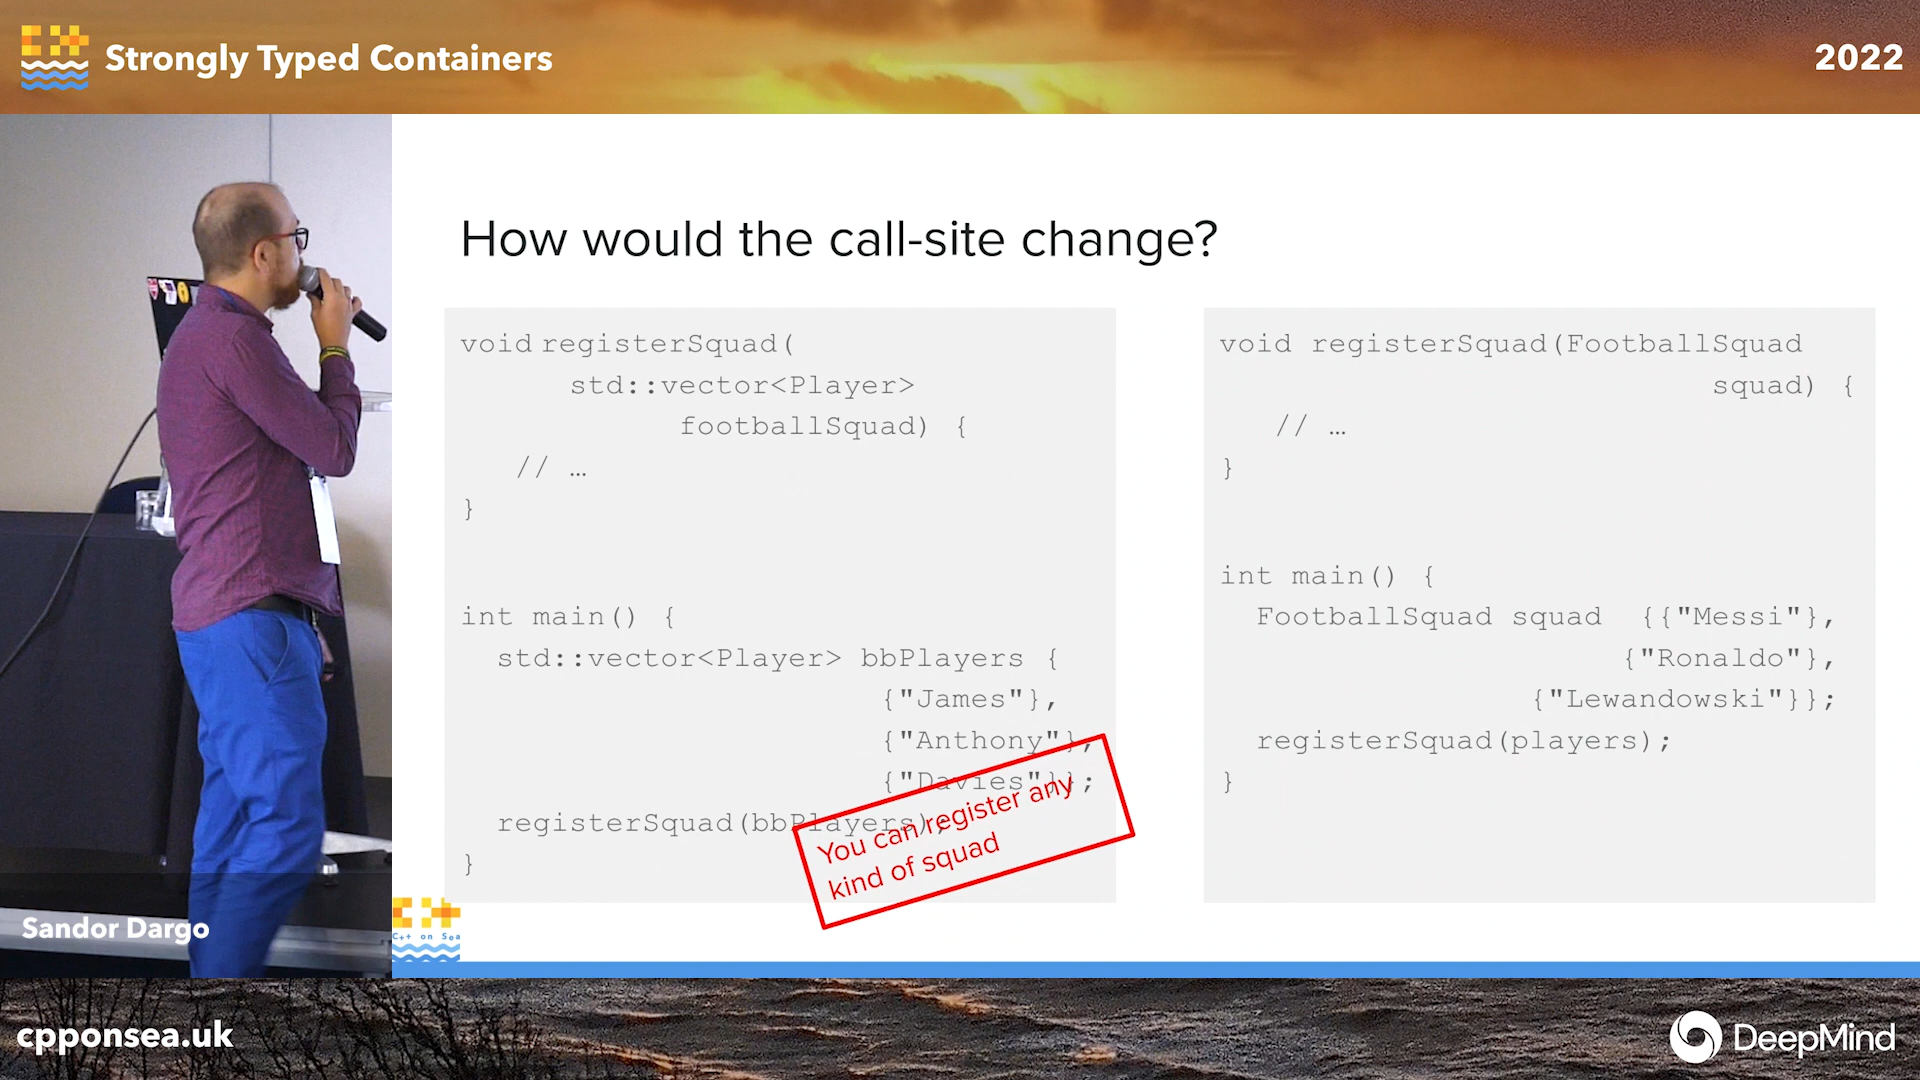 Strongly Typed Containers
2022
How would the call-site change?
void registerSquad(
std::vector<Player>
footballSquad) {
// …
}
int main() {
std::vector<Player> bbPlayers {
{"James"},
{"Anthony"},
{"Davies"}};
registerSquad(bbPlayers);
}
You can register any
kind of squad
void registerSquad(FootballSquad
squad) {
// …
}
int main() {
FootballSquad squad {{"Messi"},
{"Ronaldo"},
{"Lewandowski"}};
registerSquad(players);
}
Sandor Dargo
C++ on Sea
cpponsea.uk
DeepMind